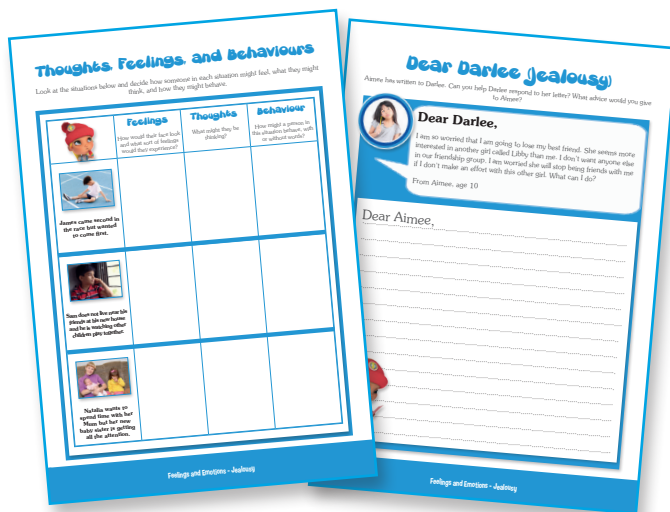 Thoughts, Feelings, and Behaviours
Look at the situations below and decide how someone in each situation might feel, what they might
think, and how they might behave.
Feelings
How would their face look
and what sort of feelings
would they experience?
Thoughts
What might they be
thinking?
Behaviour
How might a person in
this situation behave, with
or without words?
James came second in
the race but wanted
to come first.
Sam does not live near his
friends at his new house
and he is watching other
children play together.
Natalia wants to
spend time with her
Mum but her new
baby sister is getting
all the attention.
Feelings and Emotions - Jealousy
Dear Darlee (Jealousy)
Aimee has written to Darlee. Can you help Darlee respond to her letter? What advice would you give
to Aimee?
Dear Darlee,
I am so worried that I am going to lose my best friend. She seems more
interested in another girl called Libby than me. I don't want anyone else
in our friendship group. I am worried she will stop being friends with me
if I don't make an effort with this other girl. What can I do?
From Aimee, age 10
Dear Aimee,
Feelings and Emotions - Jealousy